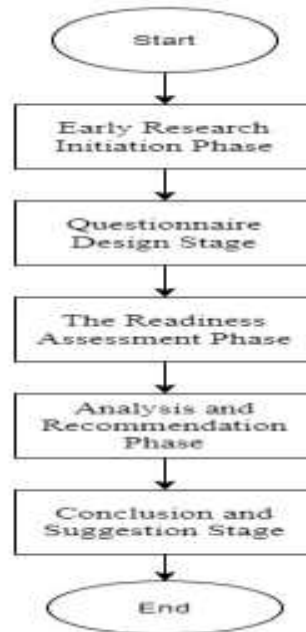 Start
Early Research
Initiation Phase
Questionnaire
Design Stage
The Readiness
Assessment Phase
Analysis and
Recommendation
Phase
Conclusion and
Suggestion Stage
End